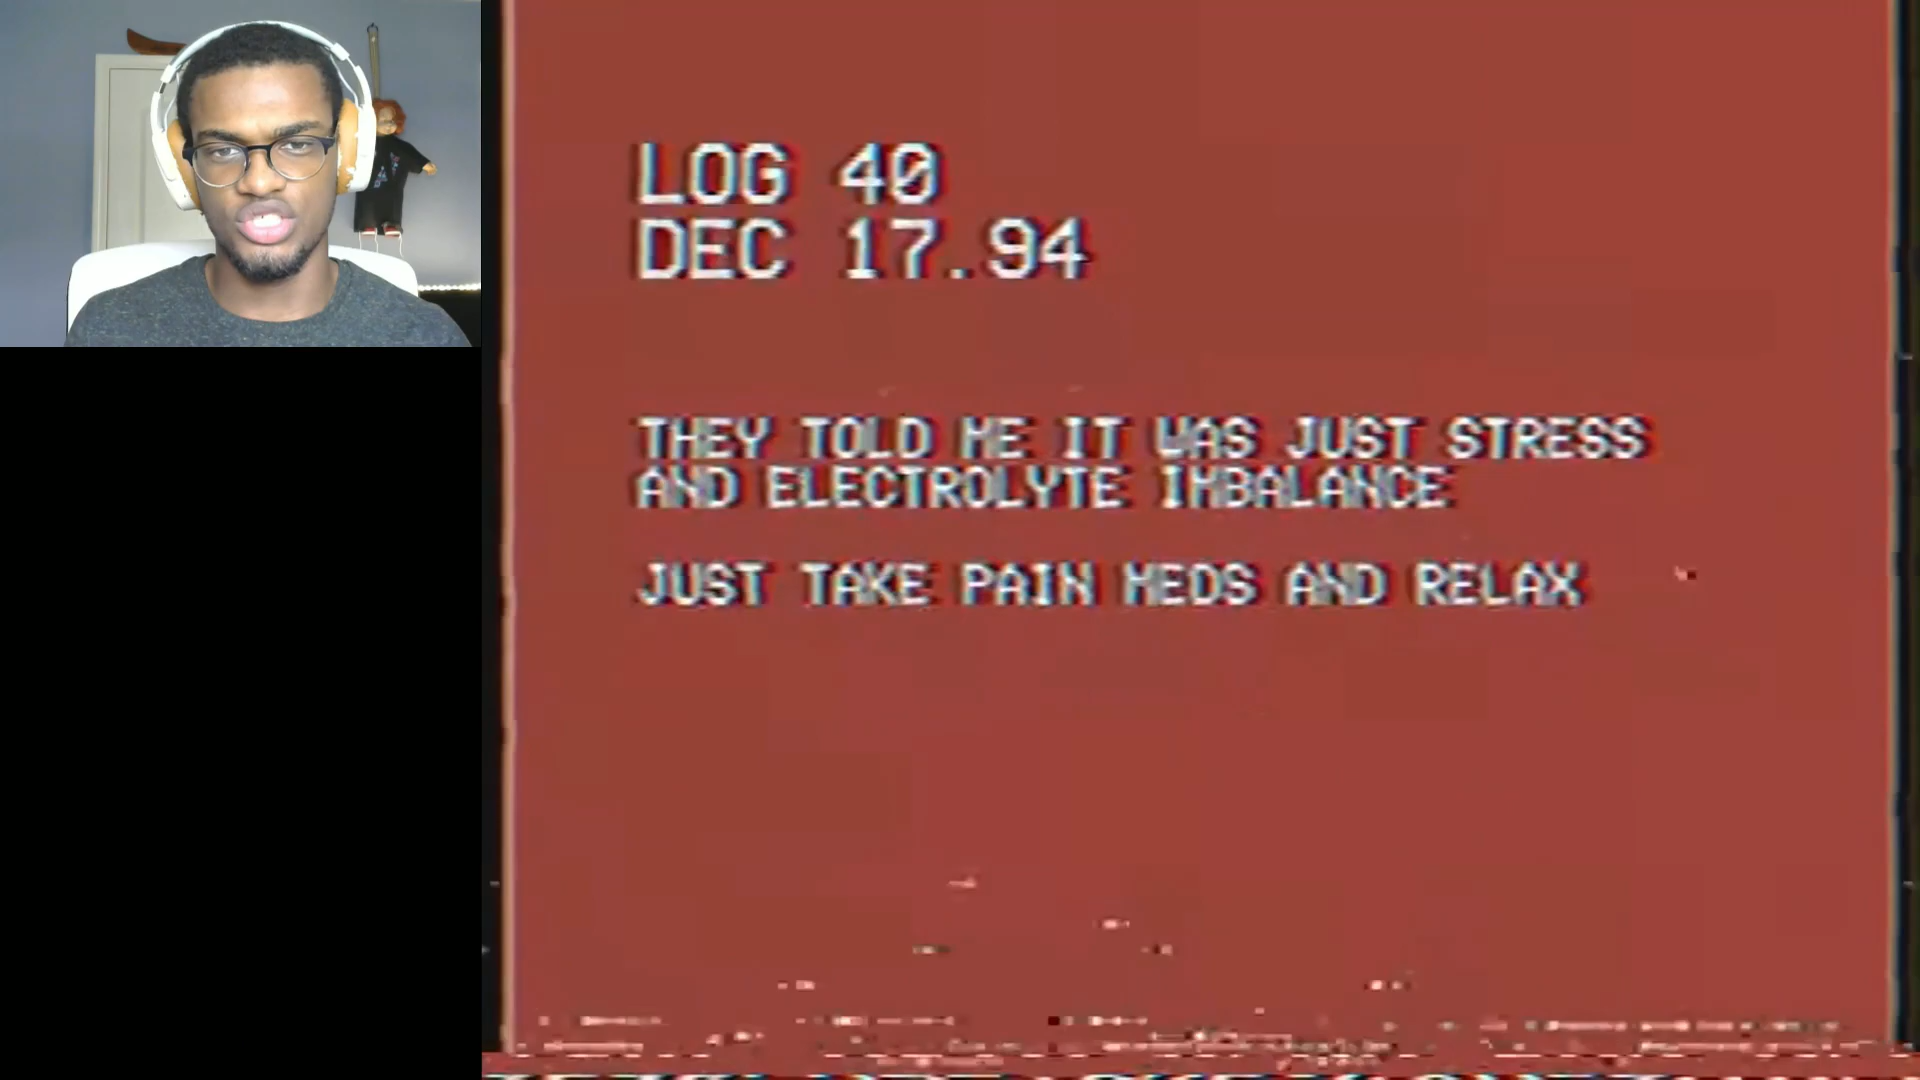 LOG 40
DEC 17.94
THEY TOLD ME IT WAS JUST STRESS
AND ELECTROLYTE IMBALANCE
JUST TAKE PAIN MEDS AND RELAX